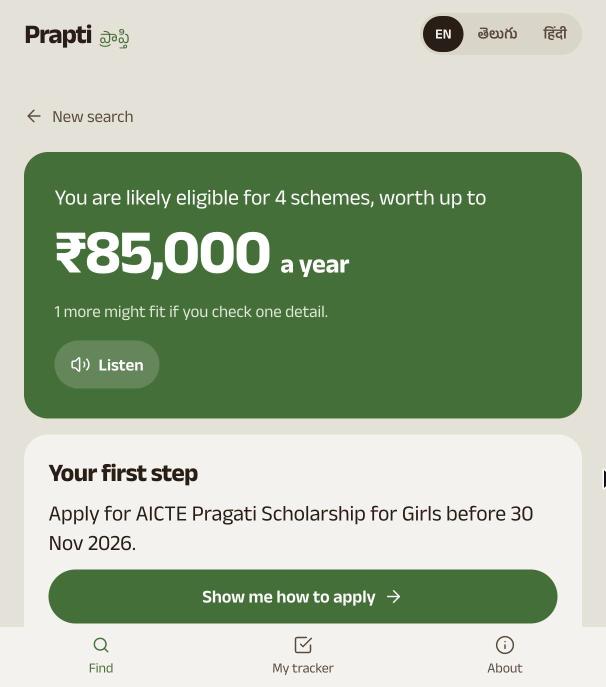 Prapti ప్రాప్తి
EN తెలుగు हिंदी
← New search
You are likely eligible for 4 schemes, worth up to
₹85,000 a year
1 more might fit if you check one detail.
Listen
Your first step
Apply for AICTE Pragati Scholarship for Girls before 30
Nov 2026.
Show me how to apply →
Find My tracker About